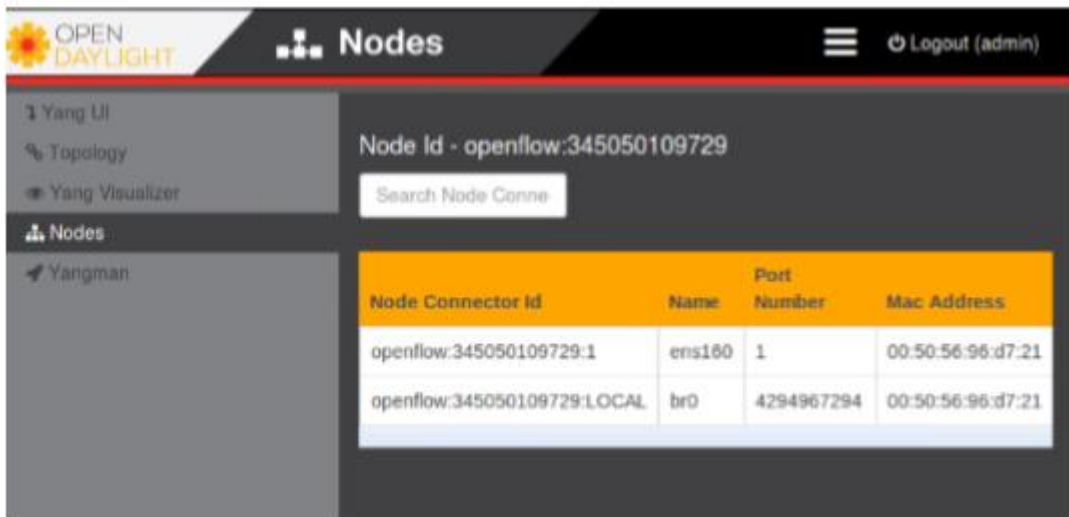 OPEN
DAYLIGHT
Nodes
Logout (admin)
Yang UI
Topology
Yang Visualizer
Nodes
Yangman
Node Id - openflow:345050109729
Search Node Conne
Node Connector Id Name Port Number Mac Address
openflow:345050109729:1 ens160 1 00:50:56:96:d7:21
openflow:345050109729:LOCAL br0 4294967294 00:50:56:96:d7:21